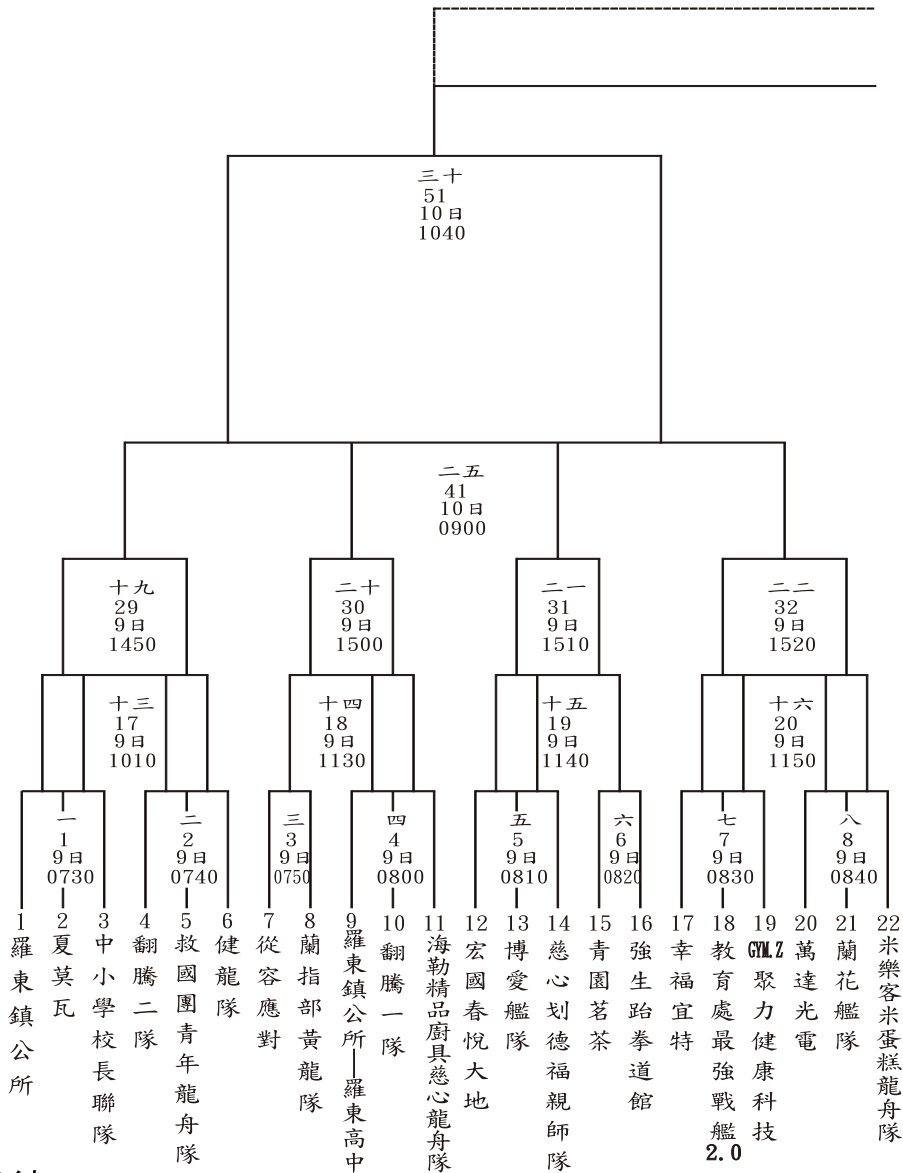 三十
51
10日
1040
二五
41
10日
0900
十九
29
9日
1450
二十
30
9日
1500
二一
31
9日
1510
二二
32
9日
1520
十三
17
9日
1010
十四
18
9日
1130
十五
19
9日
1140
十六
20
9日
1150
一
1
9日
0730
二
2
9日
0740
三
3
9日
0750
四
4
9日
0800
五
5
9日
0810
六
6
9日
0820
七
7
9日
0830
八
8
9日
0840
1
羅東鎮公所
2
夏莫瓦
3
中小學校長聯隊
4
翻騰二隊
5
救國團青年龍舟隊
6
健龍隊
7
從容應對
8
蘭指部黃龍隊
9
羅東鎮公所—羅東高中
10
翻騰一隊
11
海勒精品廚具慈心龍舟隊
12
宏國春悅大地
13
博愛艦隊
14
慈心划德福親師隊
15
青園茗茶
16
強生跆拳道館
17
幸福宜特
18
教育處最強戰艦2.0
19
GYM.Z聚力健康科技
20
萬達光電
21
蘭花艦隊
22
米樂客米蛋糕龍舟隊